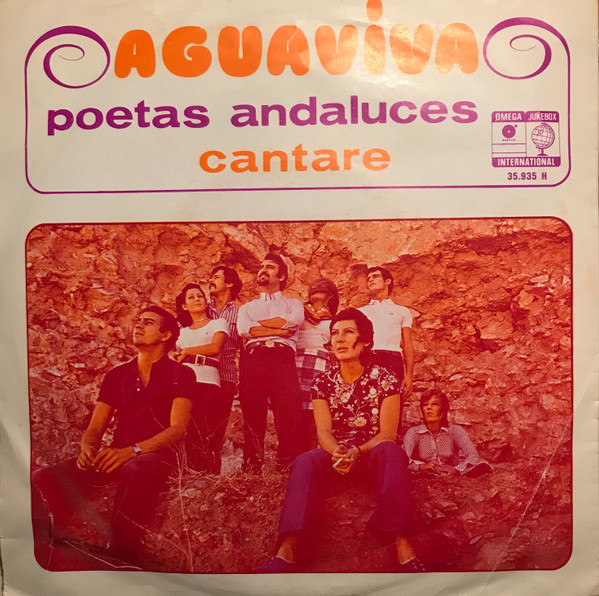 AGUAVIVA
poetas andaluces
cantare
OMEGA JUKEBOX
INTERNATIONAL
35.935 H